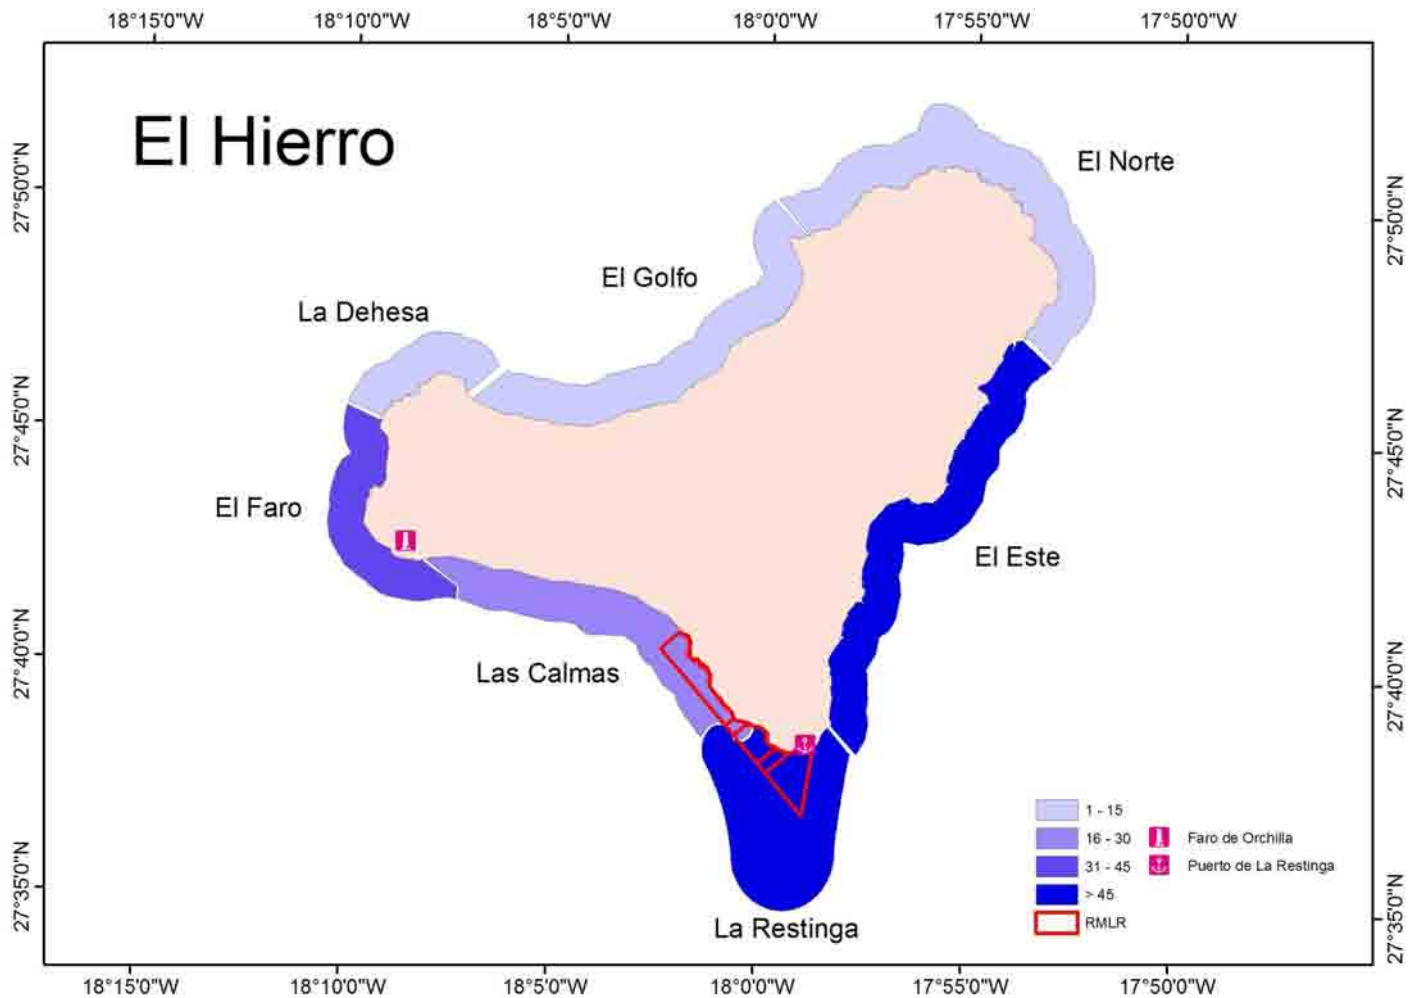 18°15'0"W 18°10'0"W 18°5'0"W 18°0'0"W 17°55'0"W 17°50'0"W
El Hierro
El Norte
27°50'0"N
27°50'0"N
El Golfo
La Dehesa
27°45'0"N
27°45'0"N
El Faro
El Este
27°40'0"N
27°40'0"N
Las Calmas
1 - 15
16 - 30
Faro de Orchilla
31 - 45
Puerto de La Restinga
> 45
RMLR
27°35'0"N
27°35'0"N
La Restinga
18°15'0"W 18°10'0"W 18°5'0"W 18°0'0"W 17°55'0"W 17°50'0"W